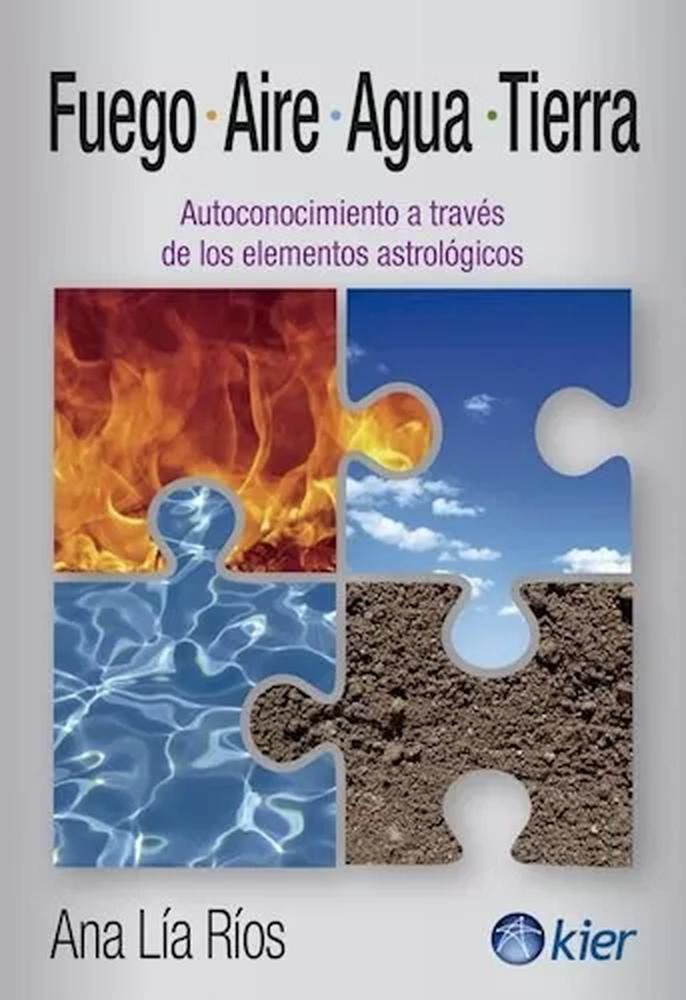 Fuego · Aire · Agua · Tierra
Autoconocimiento a través
de los elementos astrológicos
Ana Lía Ríos
kier